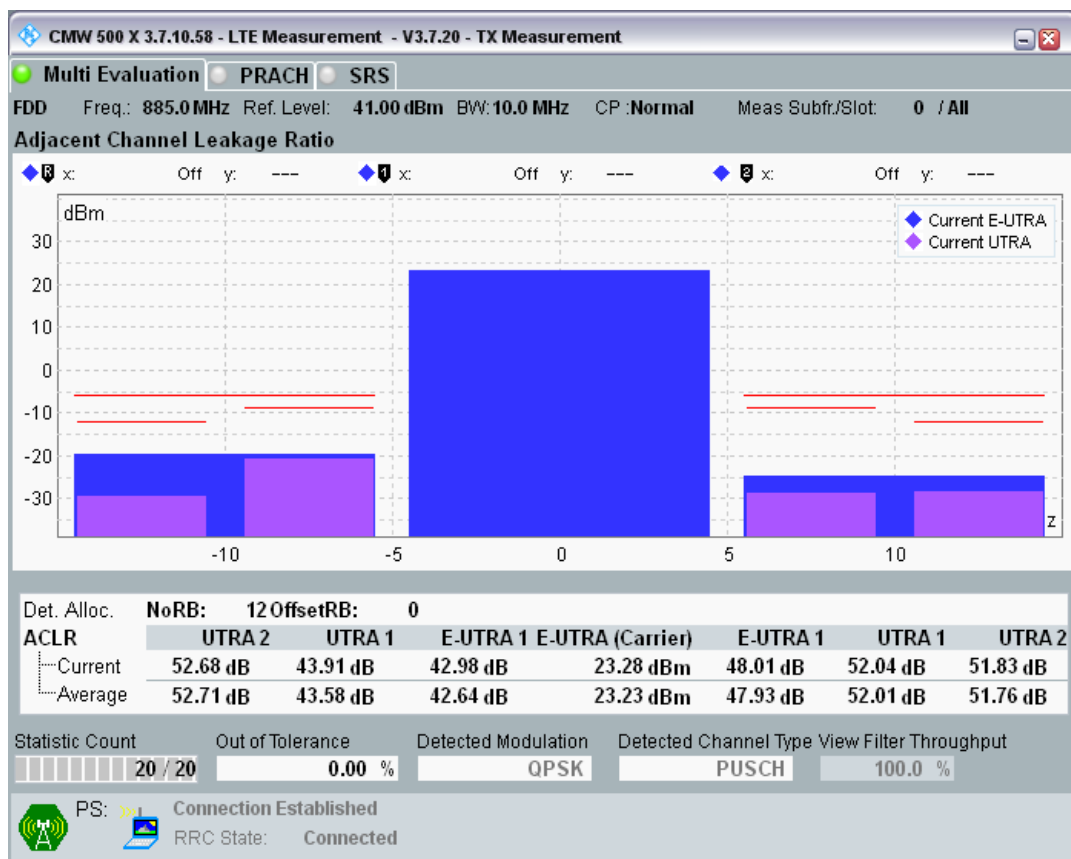 CMW 500 X 3.7.10.58 - LTE Measurement - V3.7.20 - TX Measurement
Multi Evaluation PRACH SRS
FDD Freq.: 885.0 MHz Ref. Level: 41.00 dBm BW: 10.0 MHz CP :Normal Meas Subfr./Slot: 0 / All
Adjacent Channel Leakage Ratio
R x: Off y: --- 1 x: Off y: --- 2 x: Off y: ---
dBm
Current E-UTRA
Current UTRA
30
20
10
0
-10
-20
-30
z
-10 -5 0 5 10
Det. Alloc. NoRB: 12 OffsetRB: 0
ACLR UTRA 2 UTRA 1 E-UTRA 1 E-UTRA (Carrier) E-UTRA 1 UTRA 1 UTRA 2
Current 52.68 dB 43.91 dB 42.98 dB 23.28 dBm 48.01 dB 52.04 dB 51.83 dB
Average 52.71 dB 43.58 dB 42.64 dB 23.23 dBm 47.93 dB 52.01 dB 51.76 dB
Statistic Count Out of Tolerance Detected Modulation Detected Channel Type View Filter Throughput
20 / 20 0.00 % QPSK PUSCH 100.0 %
PS: Connection Established
RRC State: Connected